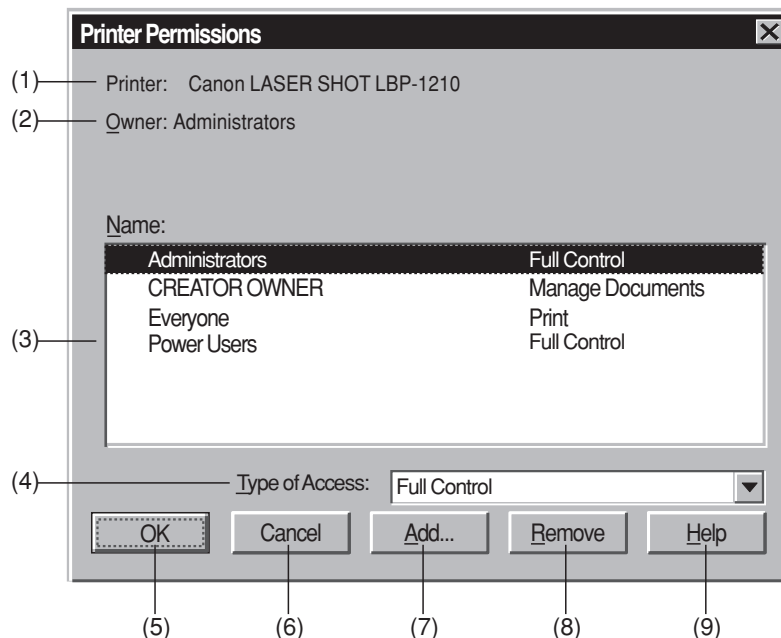 Printer Permissions
(1) Printer: Canon LASER SHOT LBP-1210
(2) Owner: Administrators
Name:
Administrators Full Control
CREATOR OWNER Manage Documents
Everyone Print
(3) Power Users Full Control
(4) Type of Access: Full Control
OK Cancel Add... Remove Help
(5) (6) (7) (8) (9)